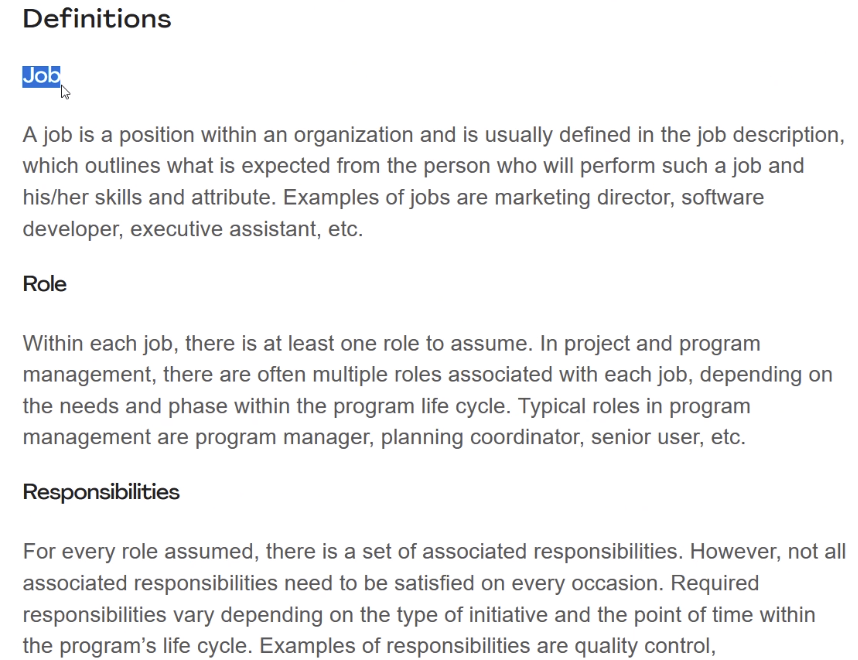 Definitions
Job
A job is a position within an organization and is usually defined in the job description,
which outlines what is expected from the person who will perform such a job and
his/her skills and attribute. Examples of jobs are marketing director, software
developer, executive assistant, etc.
Role
Within each job, there is at least one role to assume. In project and program
management, there are often multiple roles associated with each job, depending on
the needs and phase within the program life cycle. Typical roles in program
management are program manager, planning coordinator, senior user, etc.
Responsibilities
For every role assumed, there is a set of associated responsibilities. However, not all
associated responsibilities need to be satisfied on every occasion. Required
responsibilities vary depending on the type of initiative and the point of time within
the program’s life cycle. Examples of responsibilities are quality control,